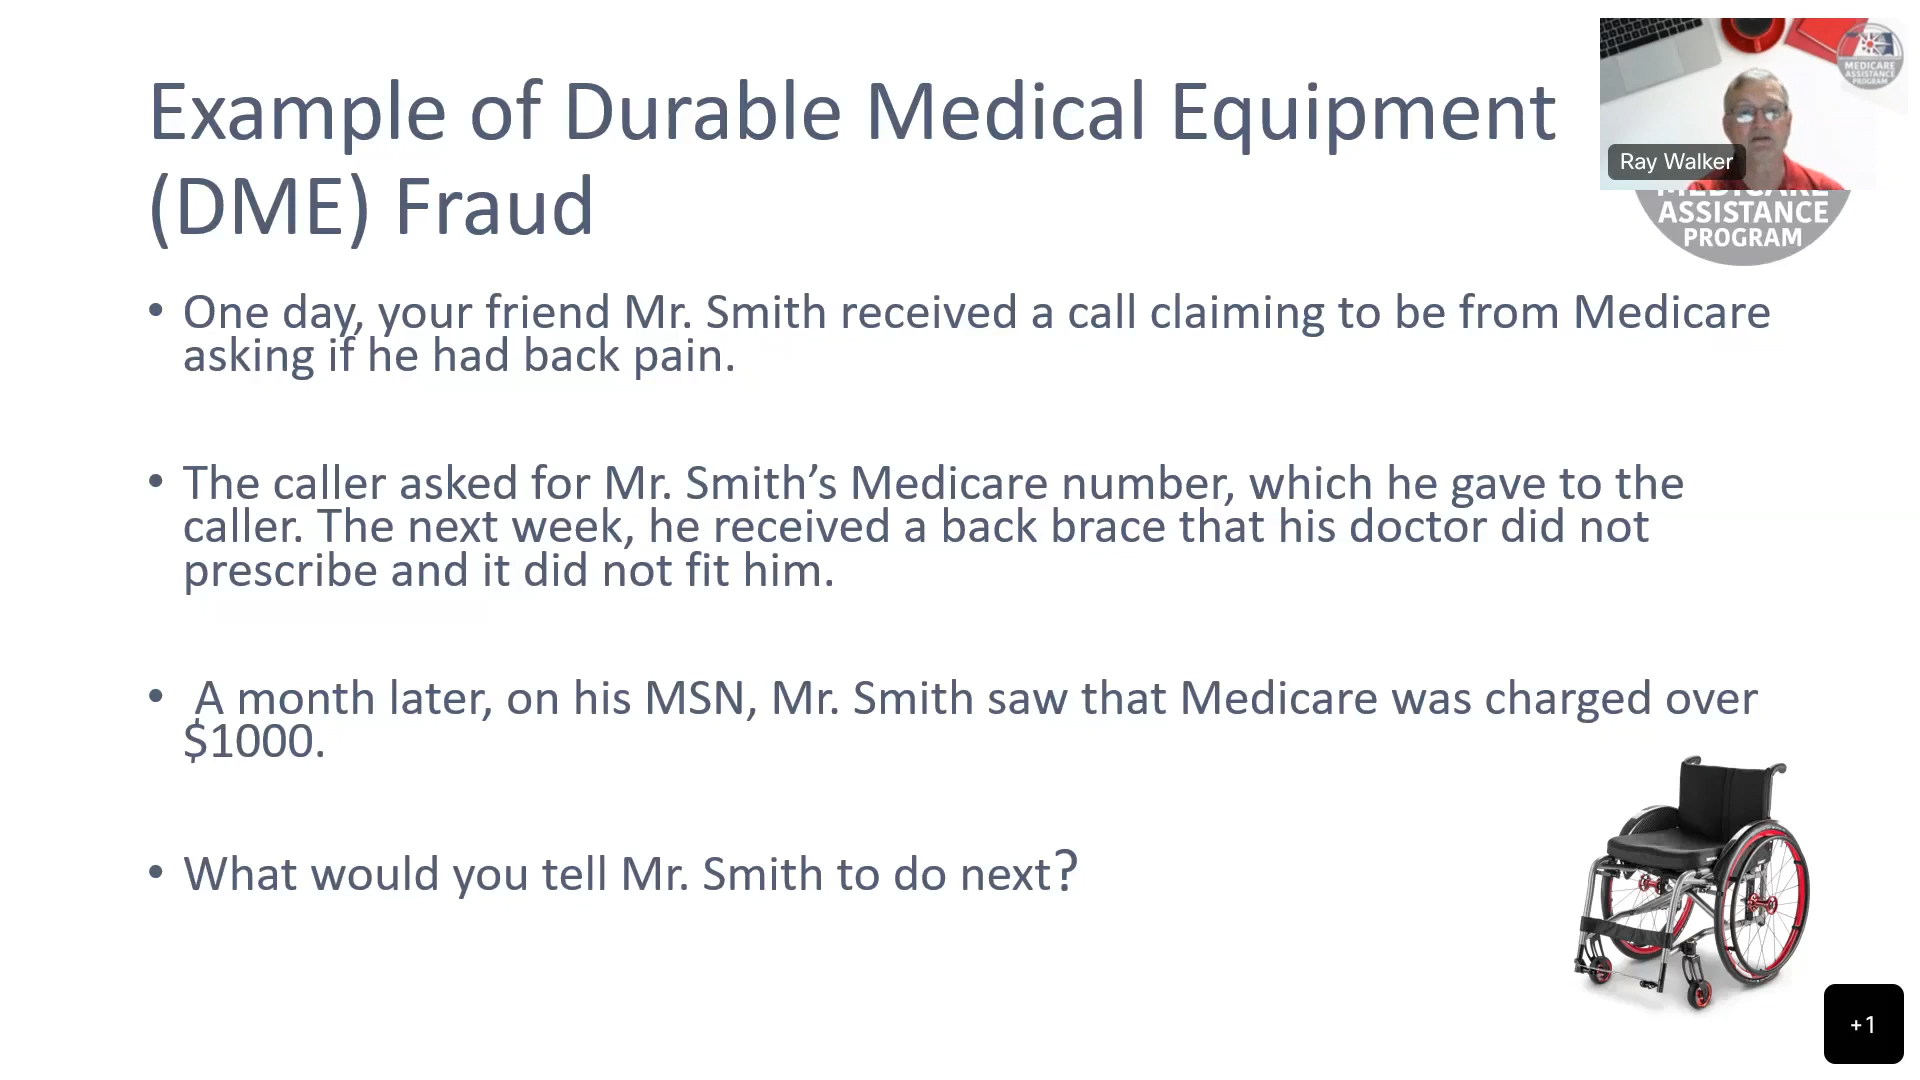 Example of Durable Medical Equipment
(DME) Fraud
MEDICARE
ASSISTANCE
PROGRAM
Ray Walker
MEDICARE
ASSISTANCE
PROGRAM
• One day, your friend Mr. Smith received a call claiming to be from Medicare
asking if he had back pain.
• The caller asked for Mr. Smith’s Medicare number, which he gave to the
caller. The next week, he received a back brace that his doctor did not
prescribe and it did not fit him.
• A month later, on his MSN, Mr. Smith saw that Medicare was charged over
$1000.
• What would you tell Mr. Smith to do next?
+1